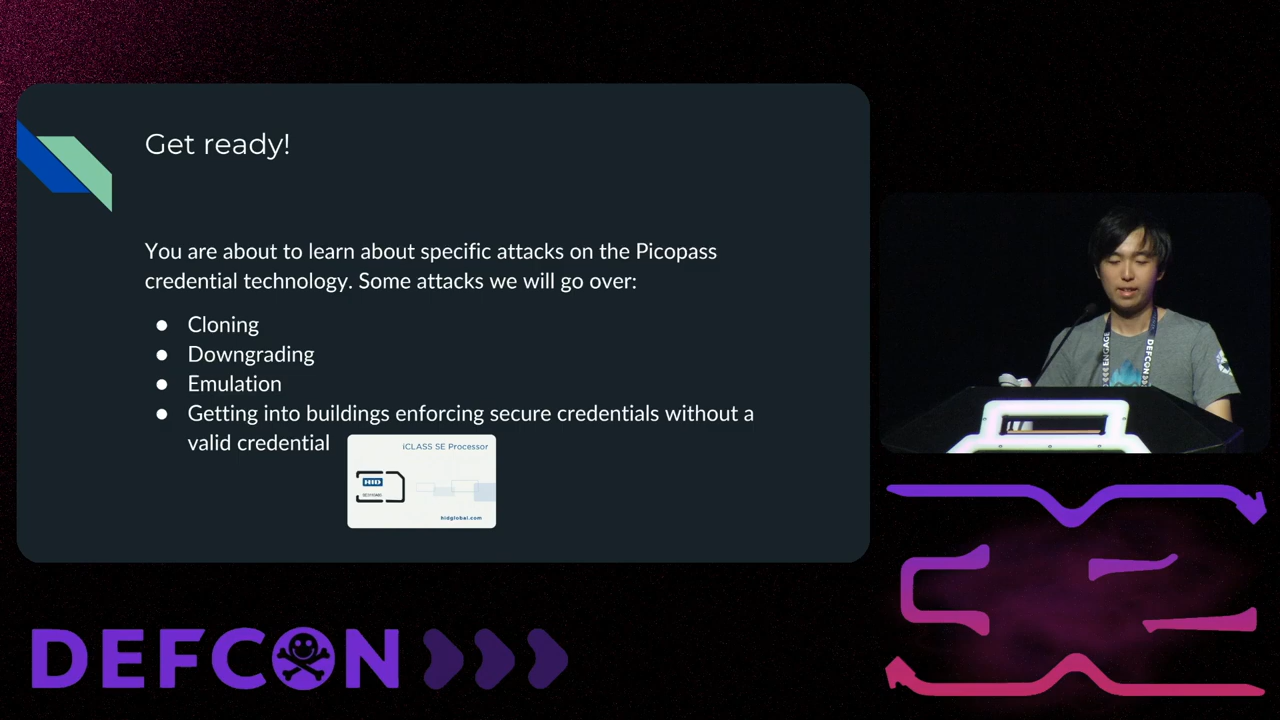 Get ready!
You are about to learn about specific attacks on the Picopass
credential technology. Some attacks we will go over:
● Cloning
● Downgrading
● Emulation
● Getting into buildings enforcing secure credentials without a
valid credential
iCLASS SE Processor
HID
hidglobal.com
ENGAGE
DEFCON
DEFCON